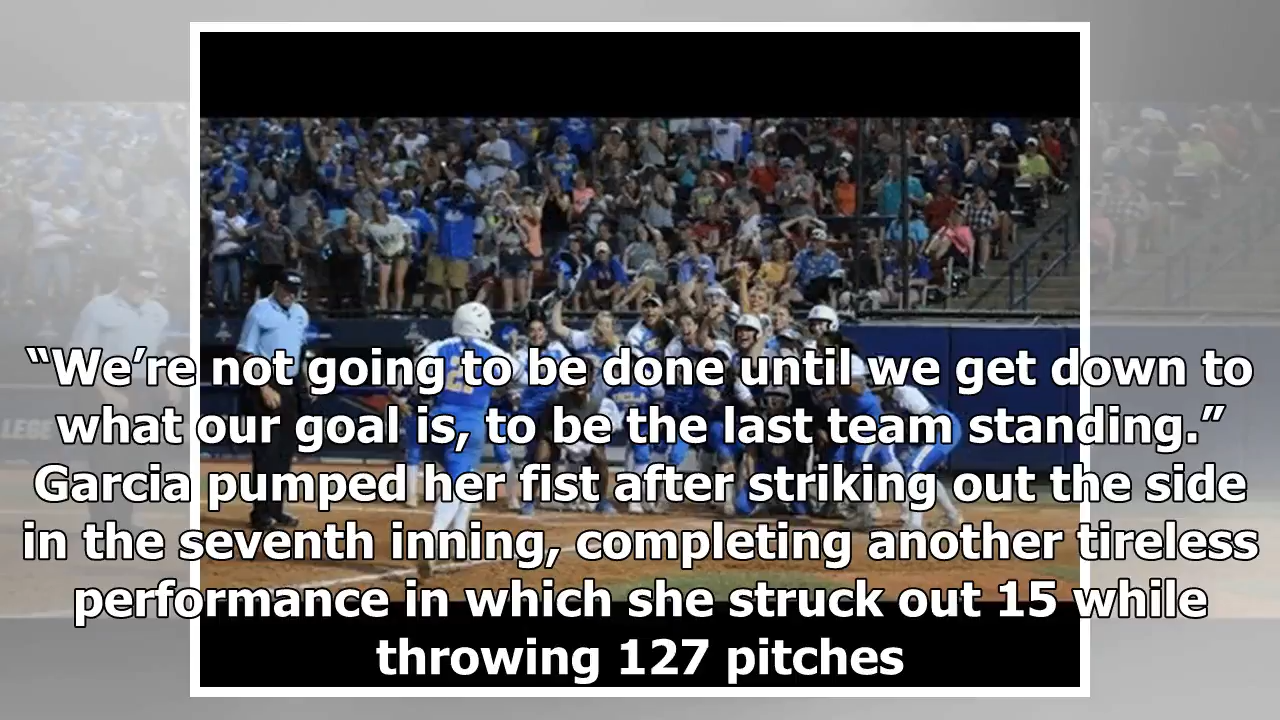 “We’re not going to be done until we get down to
what our goal is, to be the last team standing.”
Garcia pumped her fist after striking out the side
in the seventh inning, completing another tireless
performance in which she struck out 15 while
throwing 127 pitches
UCLA
LEGE